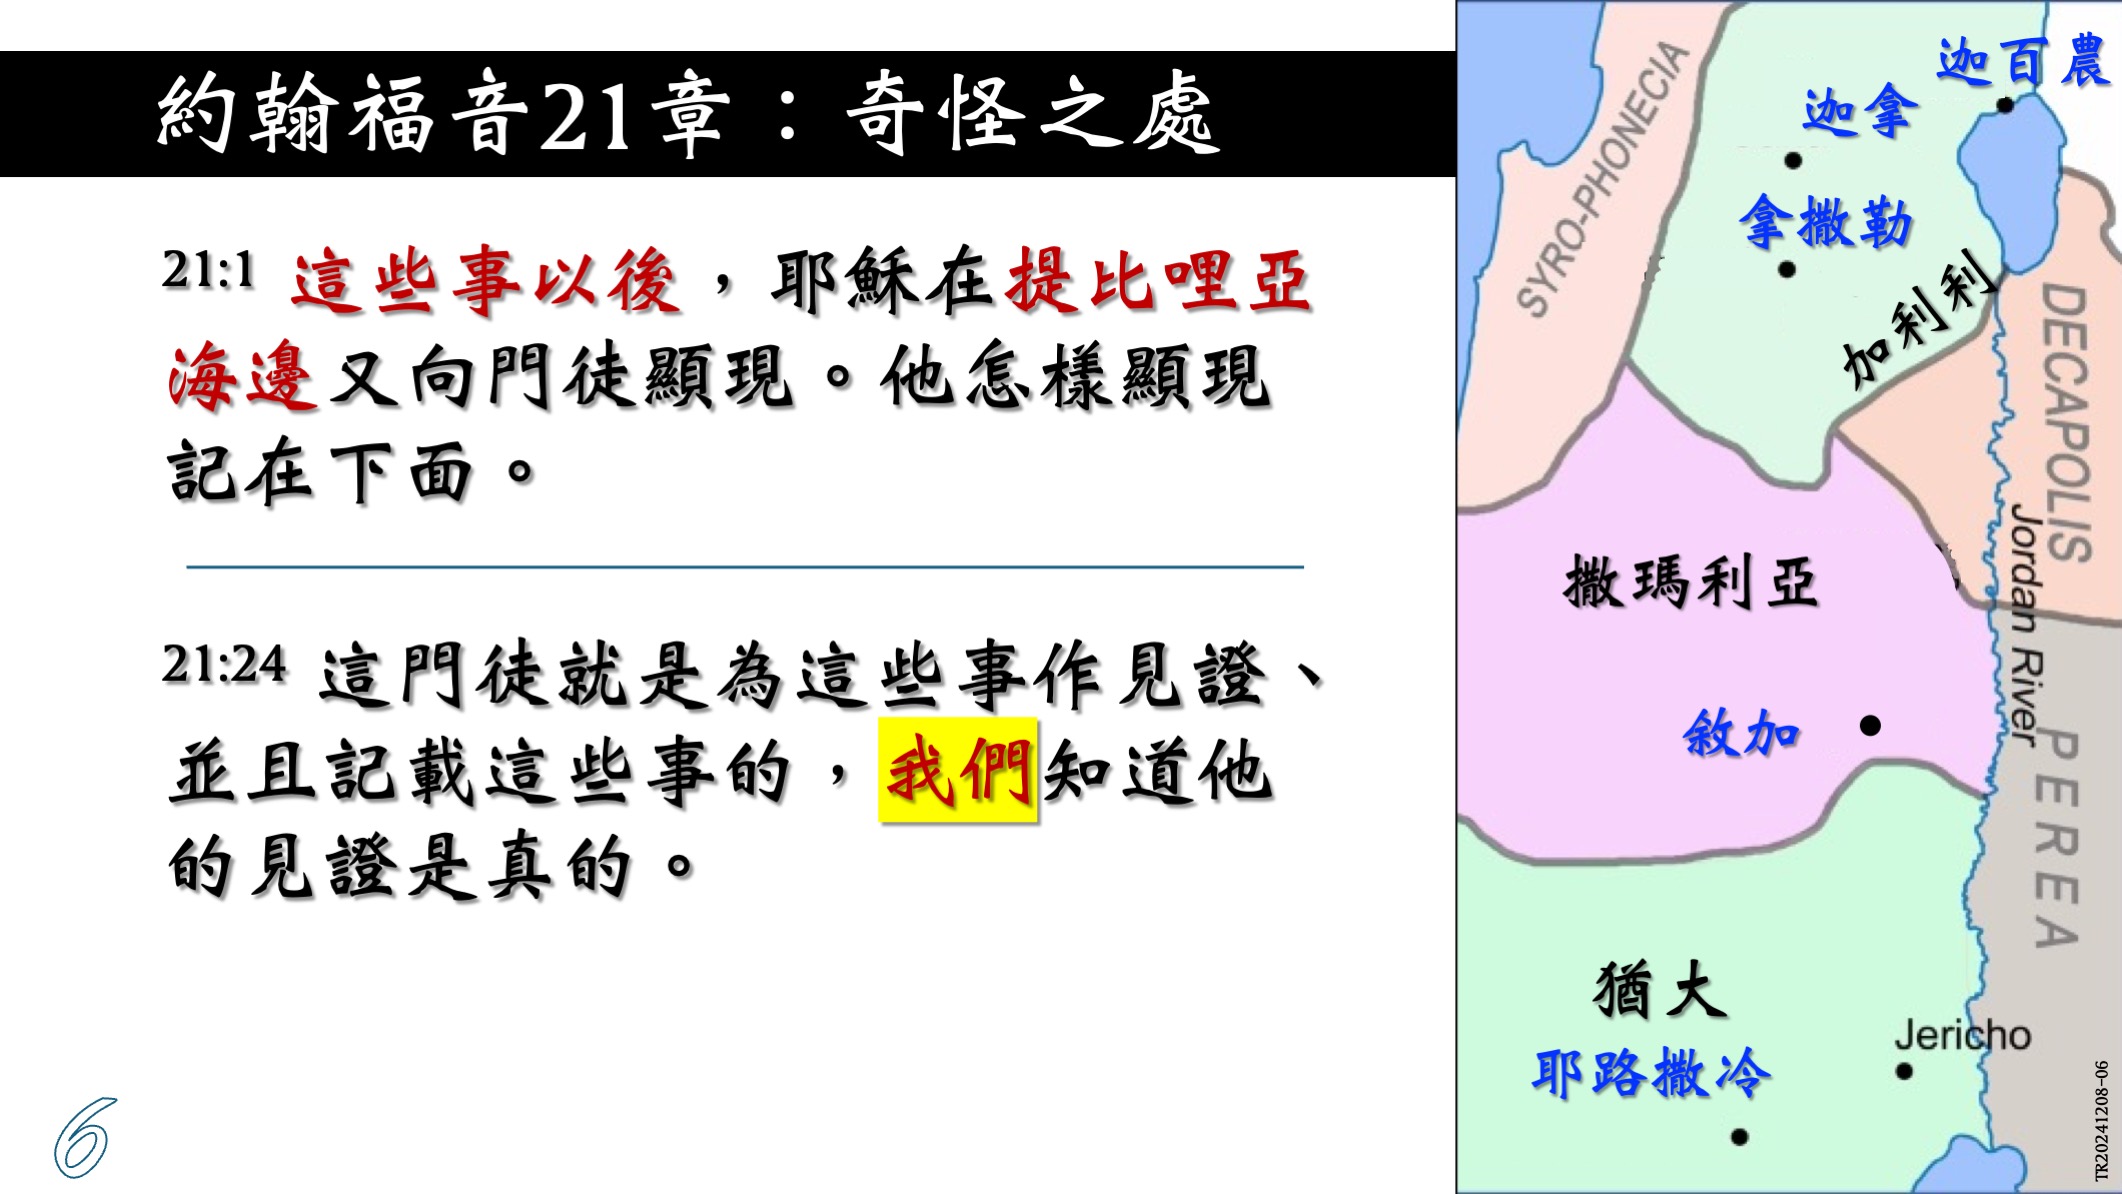 約翰福音21章：奇怪之處
21:1 這些事以後，耶穌在提比哩亞
海邊又向門徒顯現。他怎樣顯現
記在下面。
21:24 這門徒就是為這些事作見證、
並且記載這些事的，我們知道他
的見證是真的。
6
迦百農
迦拿
SYRO-PHONECIA
拿撒勒
加利利
DECAPOLIS
Jordan River
撒瑪利亞
敘加
PEREA
猶大
Jericho
耶路撒冷
TR20241208-06